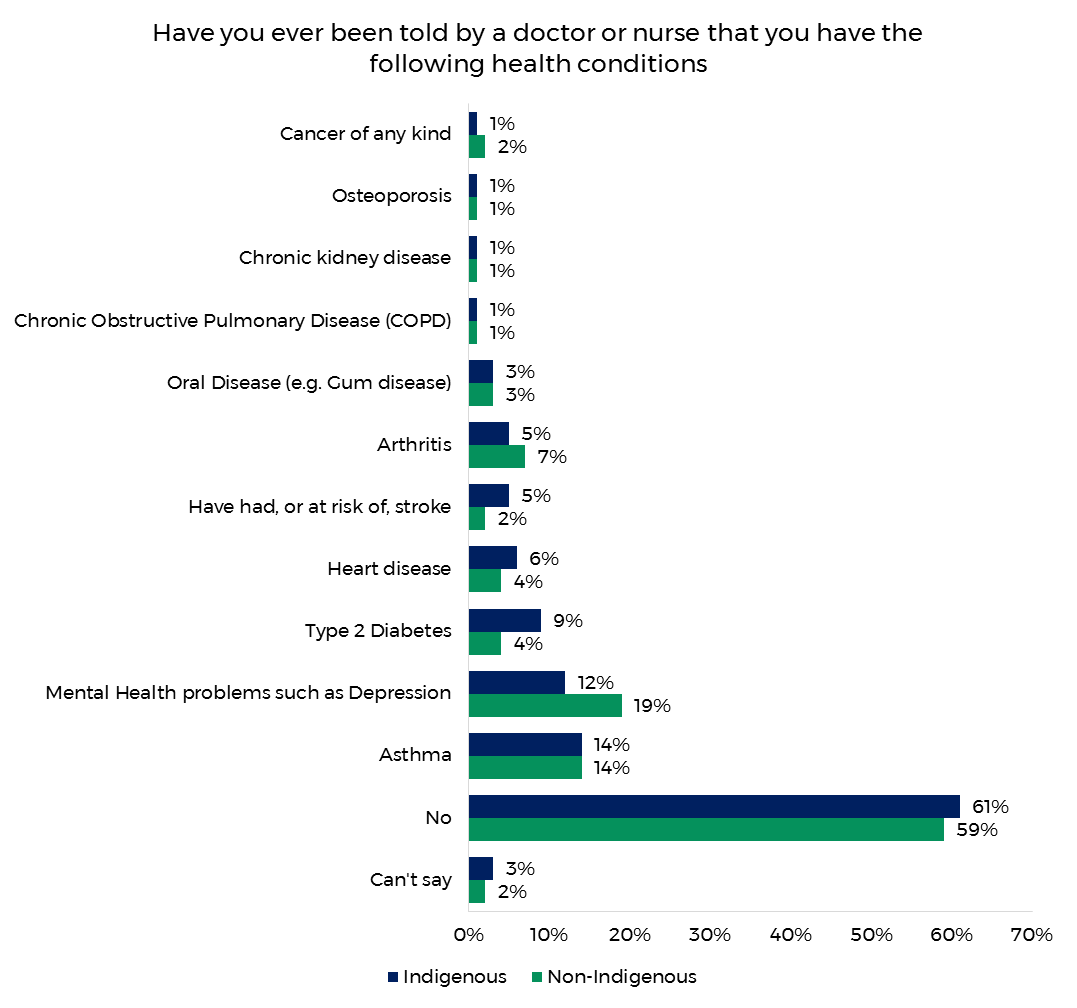 Have you ever been told by a doctor or nurse that you have the
following health conditions
Cancer of any kind
1%
2%
Osteoporosis
1%
1%
Chronic kidney disease
1%
1%
Chronic Obstructive Pulmonary Disease (COPD)
1%
1%
Oral Disease (e.g. Gum disease)
3%
3%
Arthritis
5%
7%
Have had, or at risk of, stroke
5%
2%
Heart disease
6%
4%
Type 2 Diabetes
9%
4%
Mental Health problems such as Depression
12%
19%
Asthma
14%
14%
No
61%
59%
Can't say
3%
2%
0% 10% 20% 30% 40% 50% 60% 70%
Indigenous Non-Indigenous